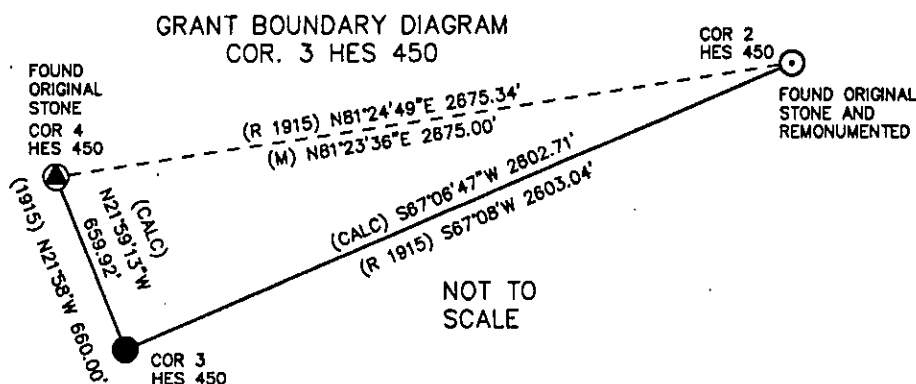 GRANT BOUNDARY DIAGRAM
COR. 3 HES 450
COR 2
HES 450
FOUND
ORIGINAL
STONE
COR 4
HES 450
FOUND ORIGINAL
STONE AND
REMONUMENTED
(R 1915) N81°24'49"E 2675.34'
(M) N81°23'36"E 2675.00'
(CALC) S67°06'47"W 2602.71'
(R 1915) S67°08'W 2603.04'
(CALC)
N21°59'13"W
659.92'
(1915) N21°58'W 660.00'
NOT TO
SCALE
COR 3
HES 450